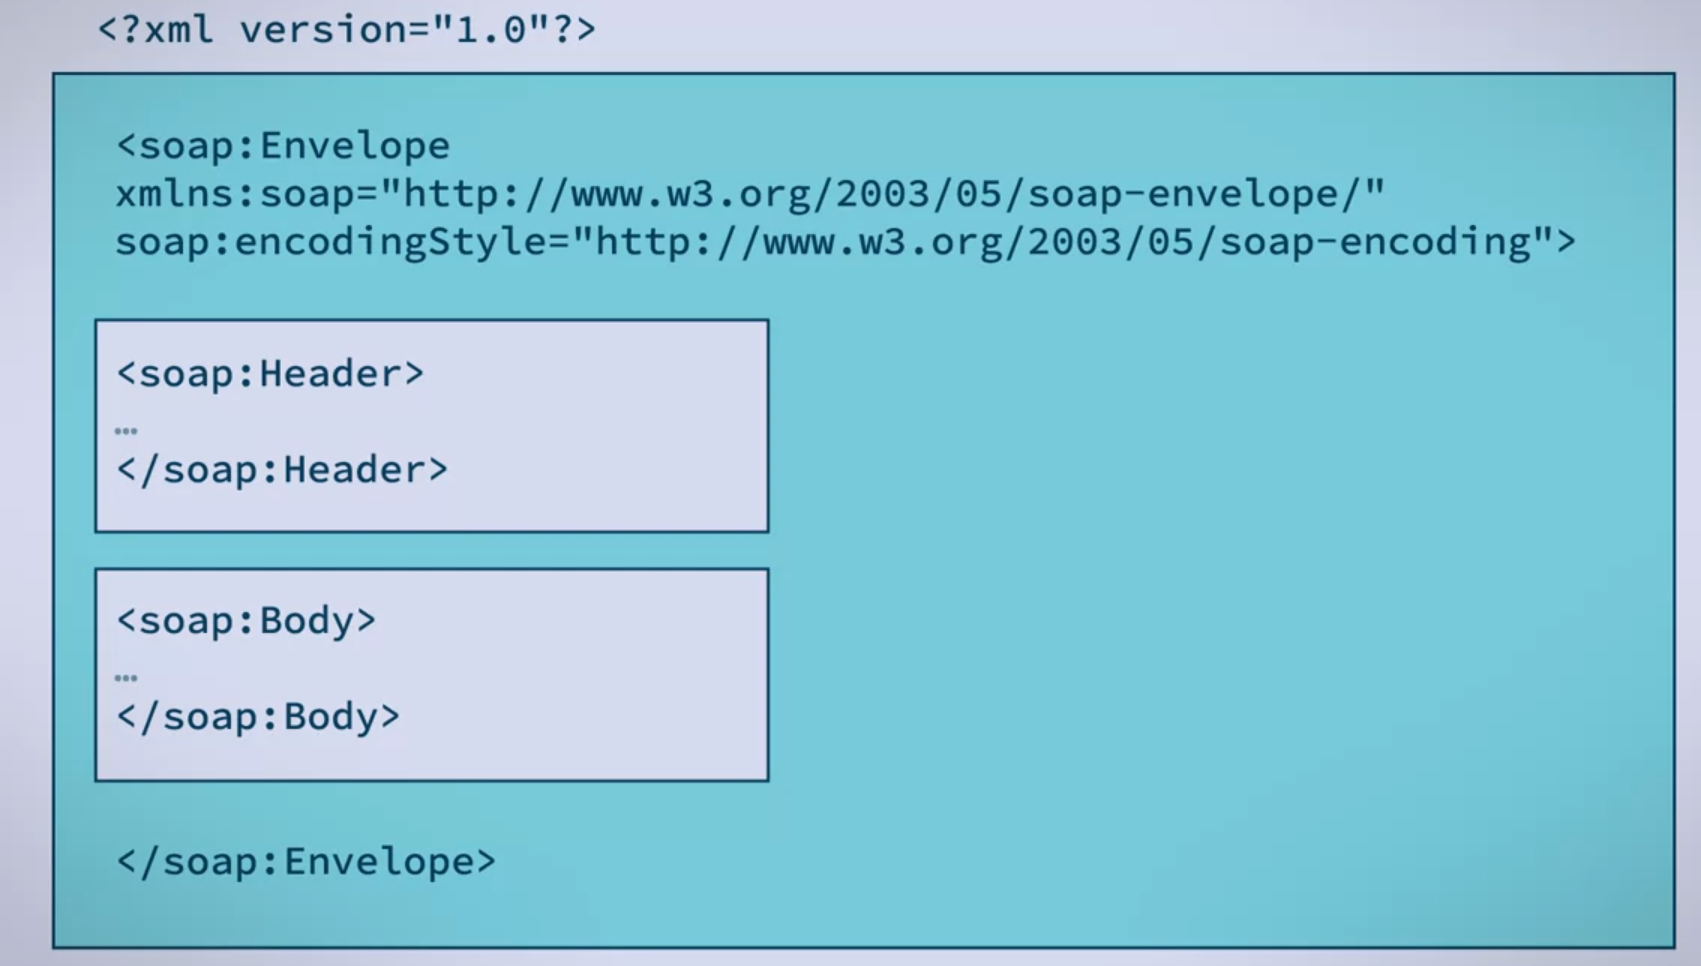 <?xml version="1.0"?>
<soap:Envelope
xmlns:soap="http://www.w3.org/2003/05/soap-envelope/"
soap:encodingStyle="http://www.w3.org/2003/05/soap-encoding">
<soap:Header>
…
</soap:Header>
<soap:Body>
…
</soap:Body>
</soap:Envelope>